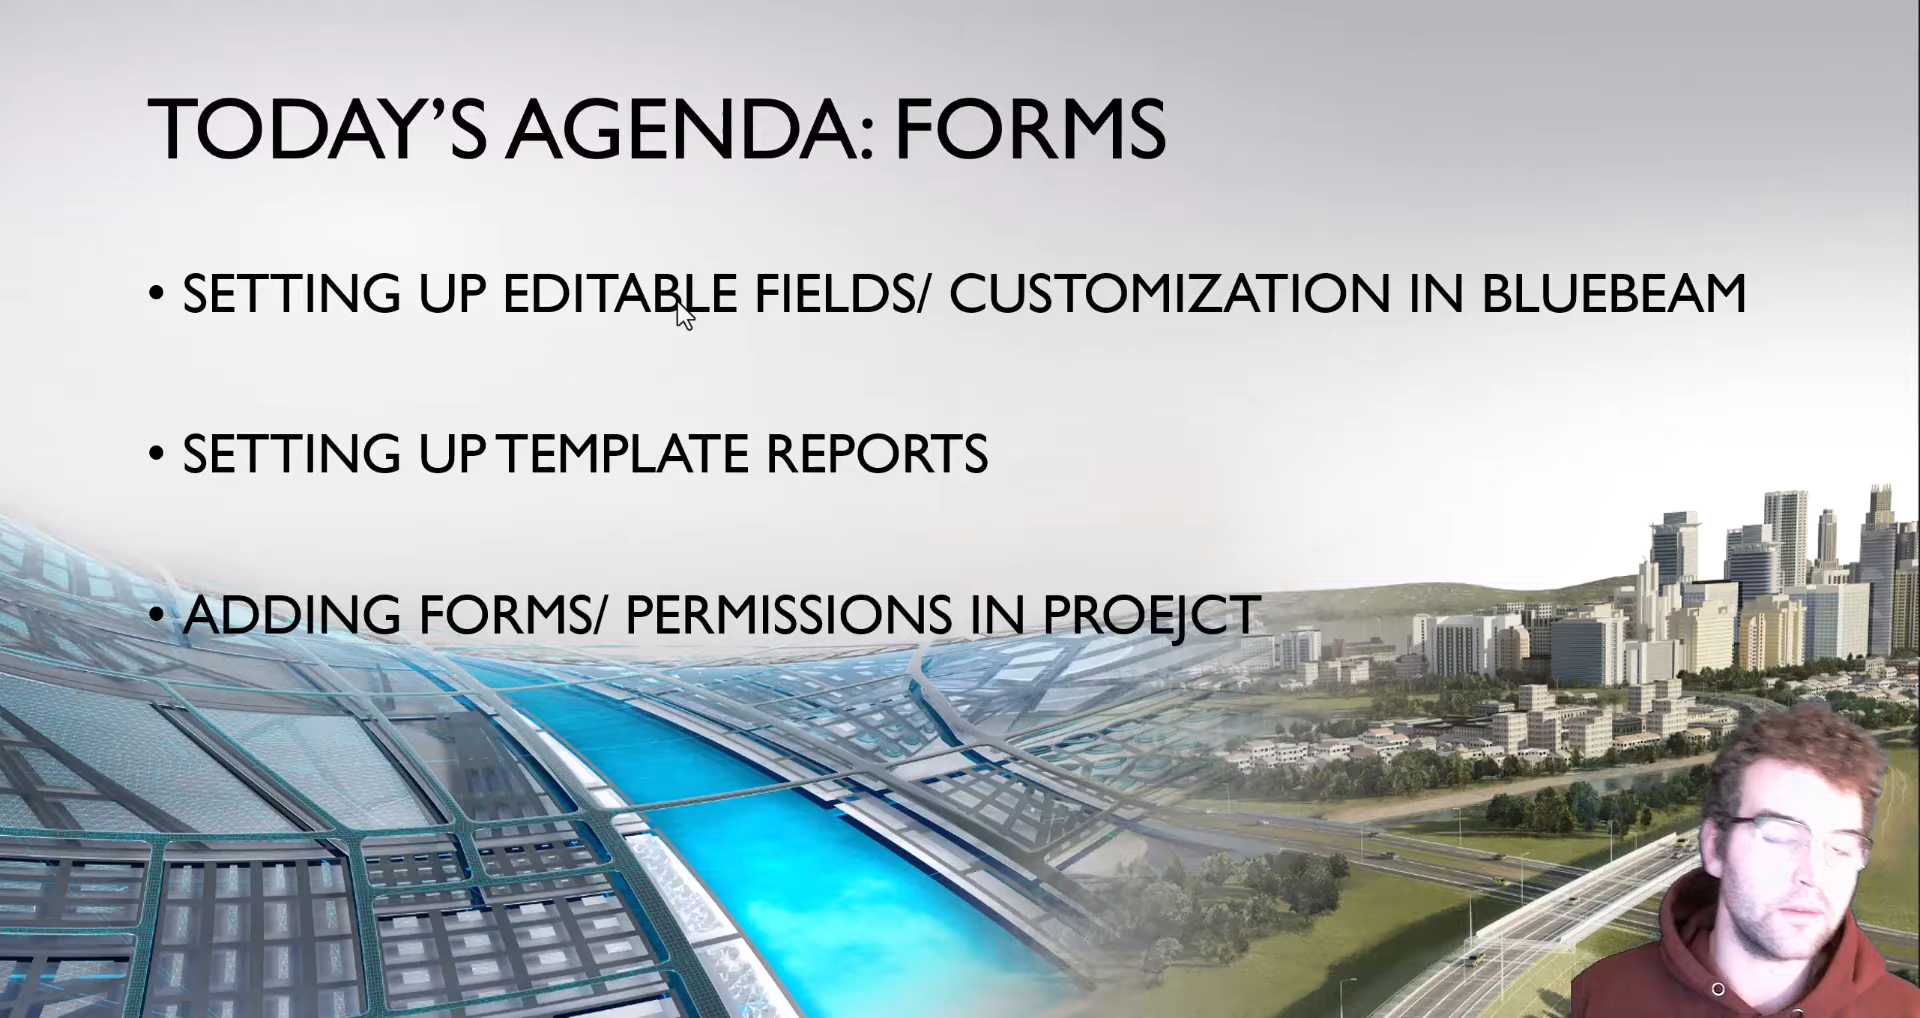 TODAY’S AGENDA: FORMS
• SETTING UP EDITABLE FIELDS/ CUSTOMIZATION IN BLUEBEAM
• SETTING UP TEMPLATE REPORTS
• ADDING FORMS/ PERMISSIONS IN PROEJCT